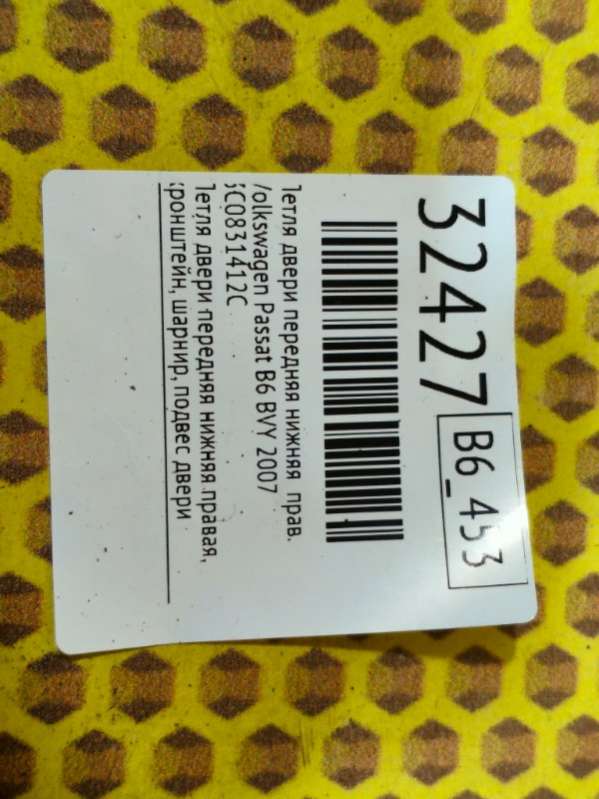 32427 B6_453
Петля двери передняя нижняя прав.
Volkswagen Passat B6 BVY 2007
5C0831412C
Петля двери передняя нижняя правая,
кронштейн, шарнир, подвес двери